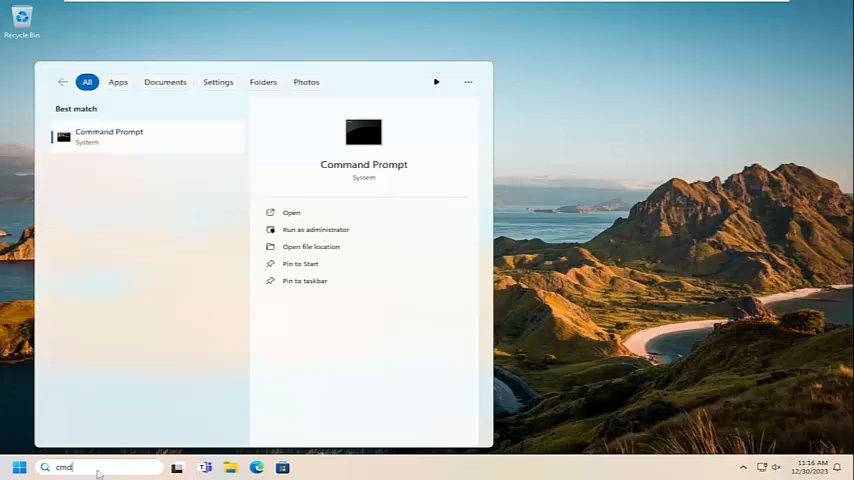 Recycle Bin
All Apps Documents Settings Folders Photos
Best match
Command Prompt
System
Command Prompt
System
Open
Run as administrator
Open file location
Pin to Start
Pin to taskbar
cmd
11:16 AM
12/30/2023